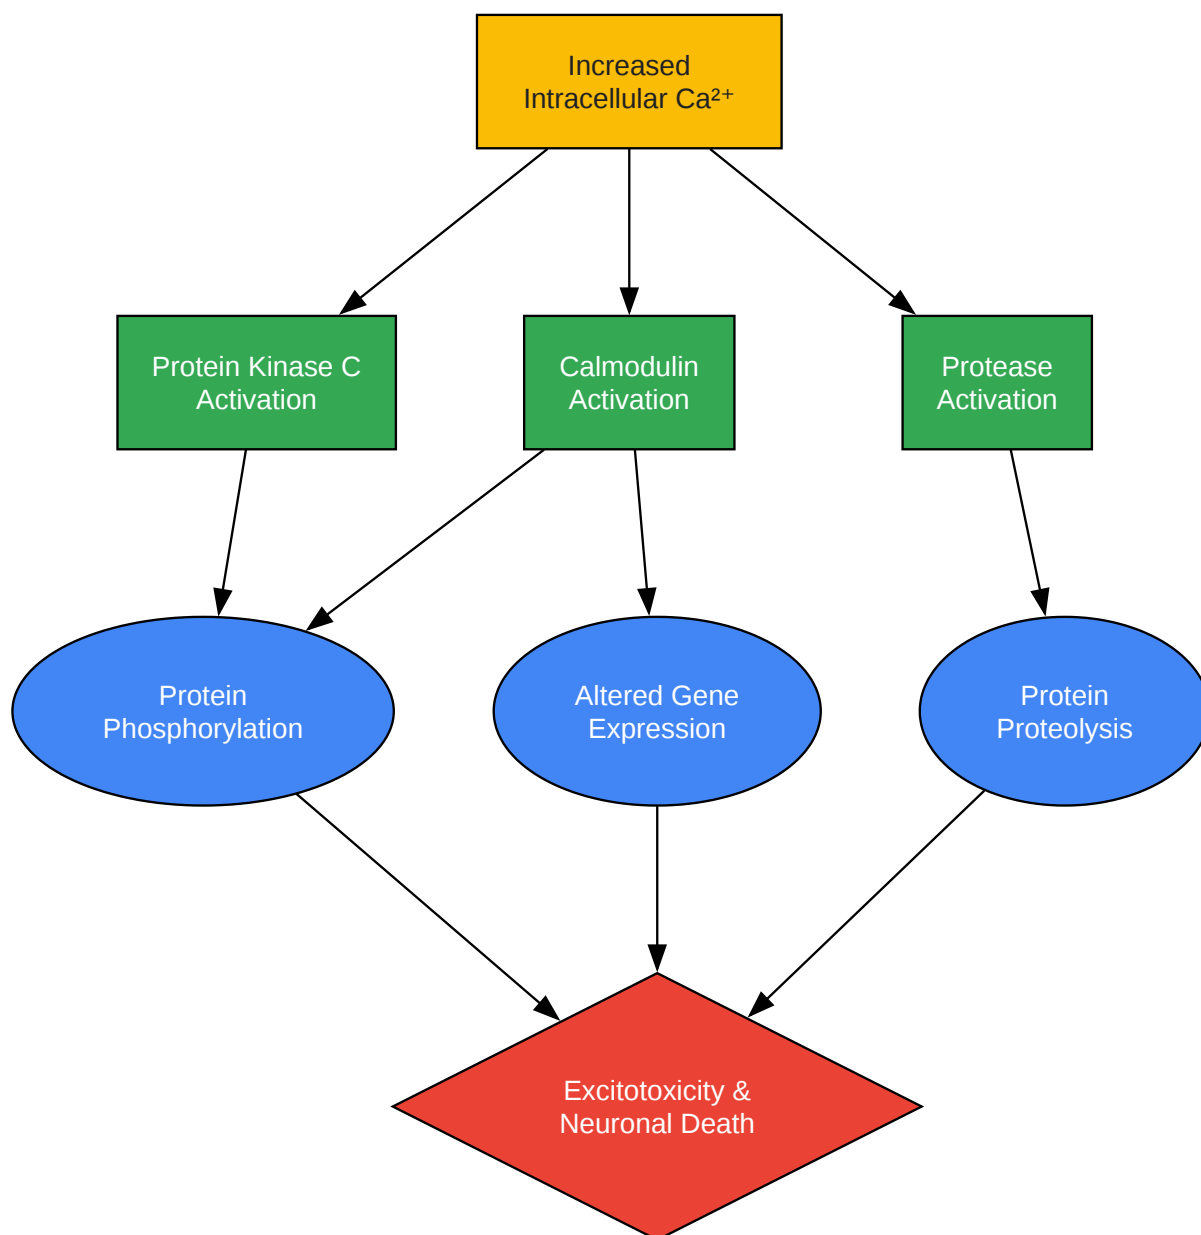 Increased
Intracellular Ca²⁺
Protein Kinase C
Activation
Calmodulin
Activation
Protease
Activation
Protein
Phosphorylation
Altered Gene
Expression
Protein
Proteolysis
Excitotoxicity &
Neuronal Death